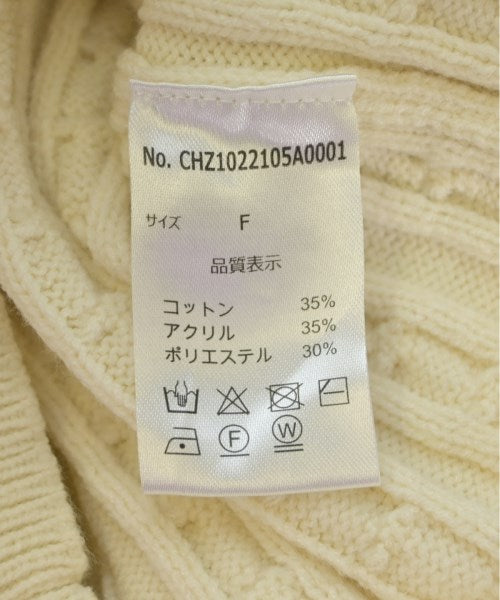 No. CHZ1022105A0001
サイズ F
品質表示
コットン 35%
アクリル 35%
ポリエステル 30%
F W